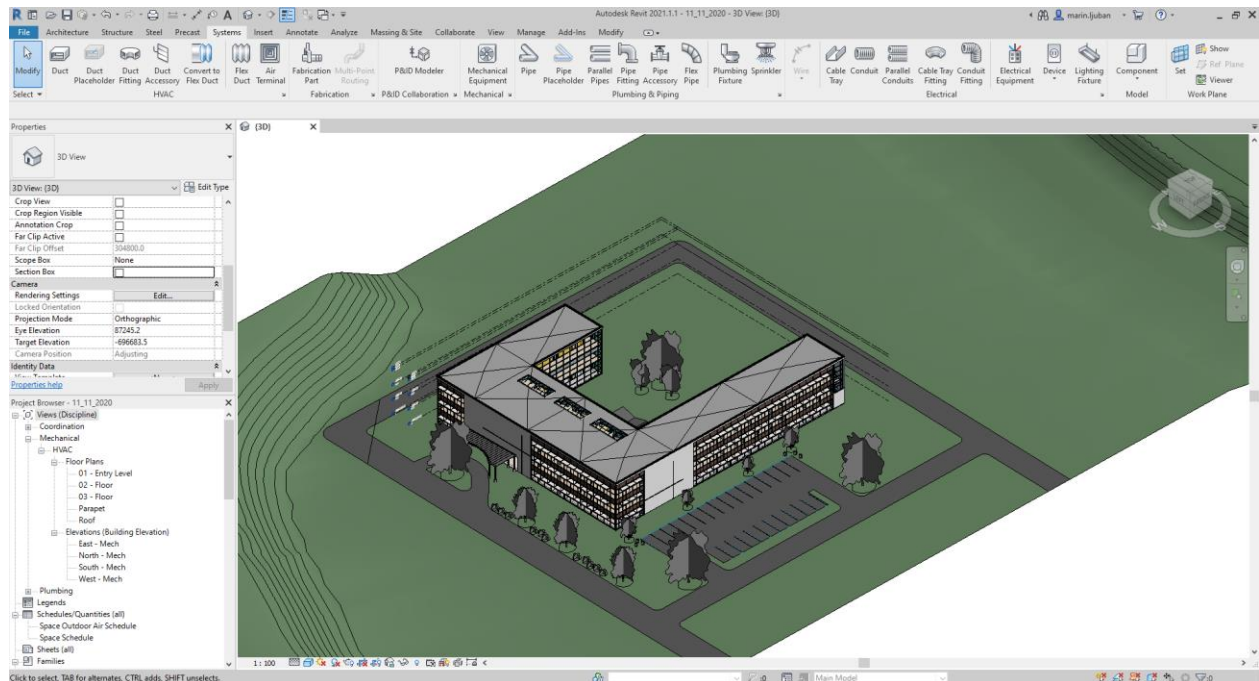 Autodesk Revit 2021.1.1 - 11_11_2020 - 3D View: {3D}
marin.ljuban
File Architecture Structure Steel Precast Systems Insert Annotate Analyze Massing & Site Collaborate View Manage Add-Ins Modify
Modify
Duct
Duct Placeholder
Duct Fitting
Duct Accessory
Convert to Flex Duct
Flex Duct
Air Terminal
Fabrication Part
Multi-Point Routing
P&ID Modeler
Mechanical Equipment
Pipe
Pipe Placeholder
Parallel Pipes
Pipe Fitting
Pipe Accessory
Flex Pipe
Plumbing Fixture
Sprinkler
Wire
Cable Tray
Conduit
Parallel Conduits
Cable Tray Fitting
Conduit Fitting
Electrical Equipment
Device
Lighting Fixture
Component
Set
Show
Ref Plane
Viewer
Select HVAC Fabrication P&ID Collaboration Mechanical Plumbing & Piping Electrical Model Work Plane
Properties
{3D}
3D View
3D View: {3D} Edit Type
Crop View
Crop Region Visible
Annotation Crop
Far Clip Active
Far Clip Offset 304800.0
Scope Box None
Section Box
Camera
Rendering Settings Edit...
Locked Orientation
Projection Mode Orthographic
Eye Elevation 87245.2
Target Elevation -696683.5
Camera Position Adjusting
Identity Data
Properties help Apply
Project Browser - 11_11_2020
Views (Discipline)
Coordination
Mechanical
HVAC
Floor Plans
01 - Entry Level
02 - Floor
03 - Floor
Parapet
Roof
Elevations (Building Elevation)
East - Mech
North - Mech
South - Mech
West - Mech
Plumbing
Legends
Schedules/Quantities (all)
Space Outdoor Air Schedule
Space Schedule
Sheets (all)
Families
1 : 100
Click to select, TAB for alternates, CTRL adds, SHIFT unselects.
:0
Main Model
:0